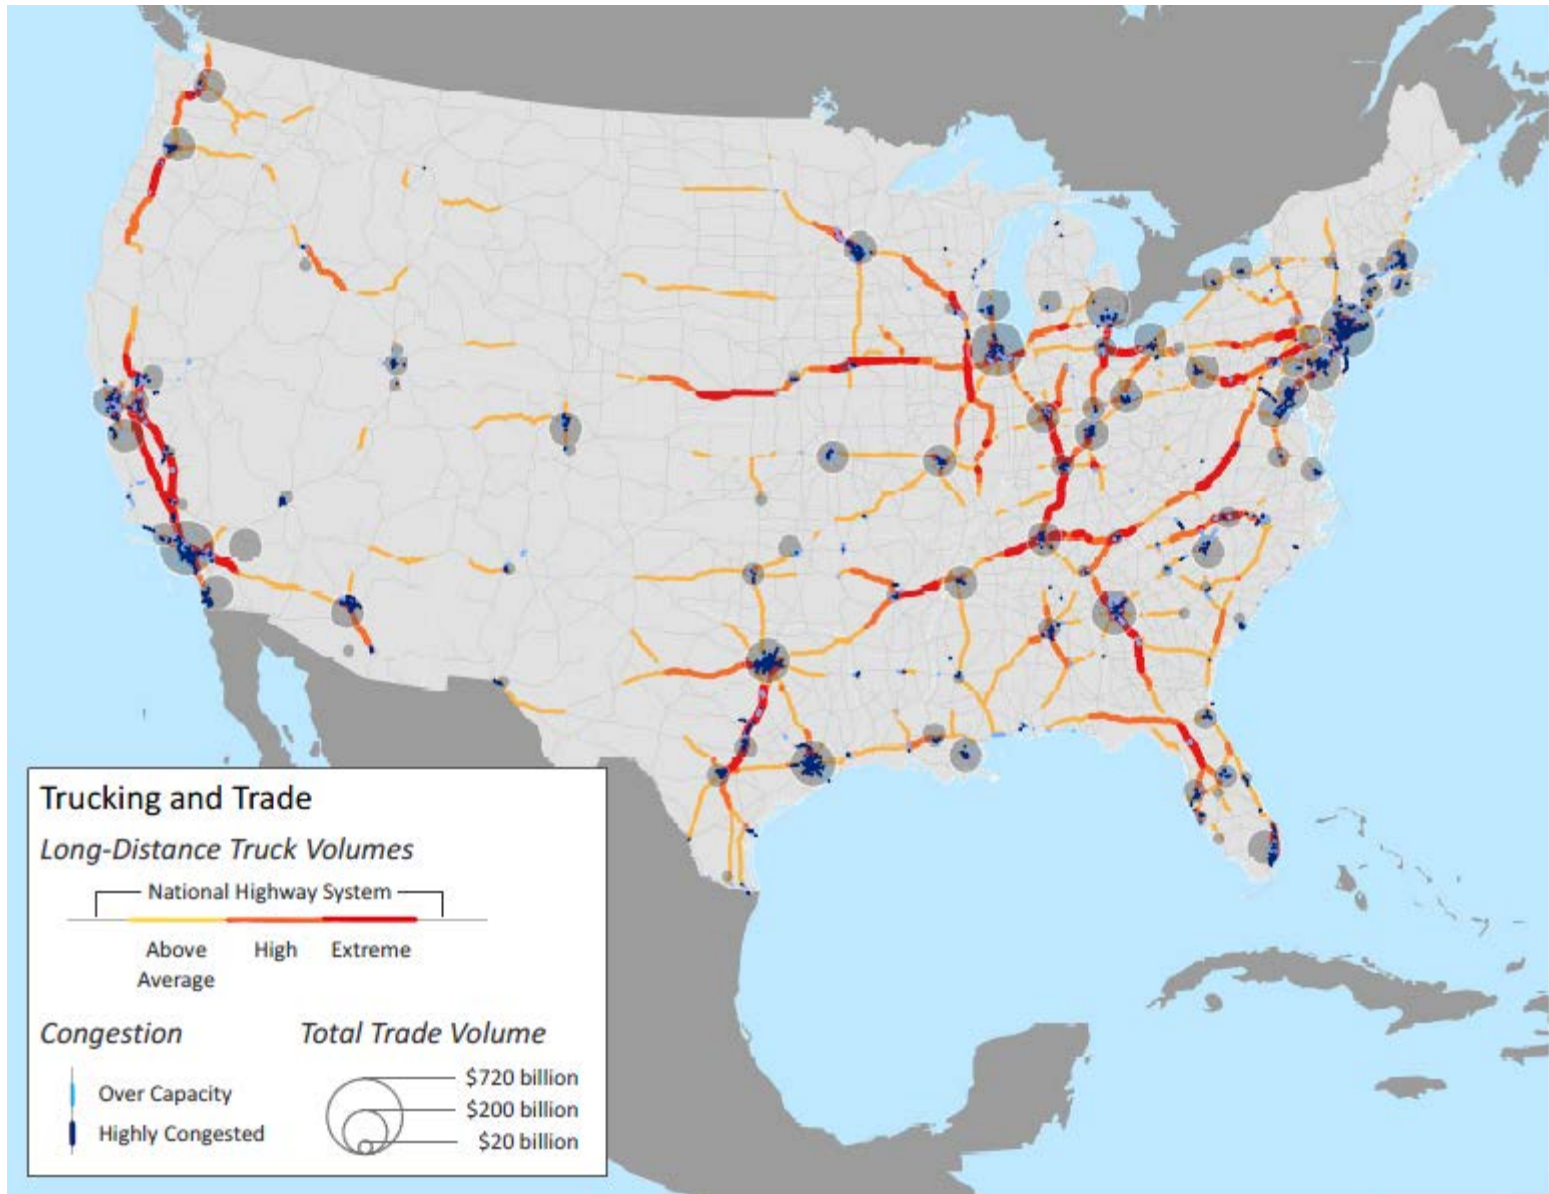 Trucking and Trade
Long-Distance Truck Volumes
National Highway System
Above Average
High
Extreme
Congestion
Over Capacity
Highly Congested
Total Trade Volume
$720 billion
$200 billion
$20 billion